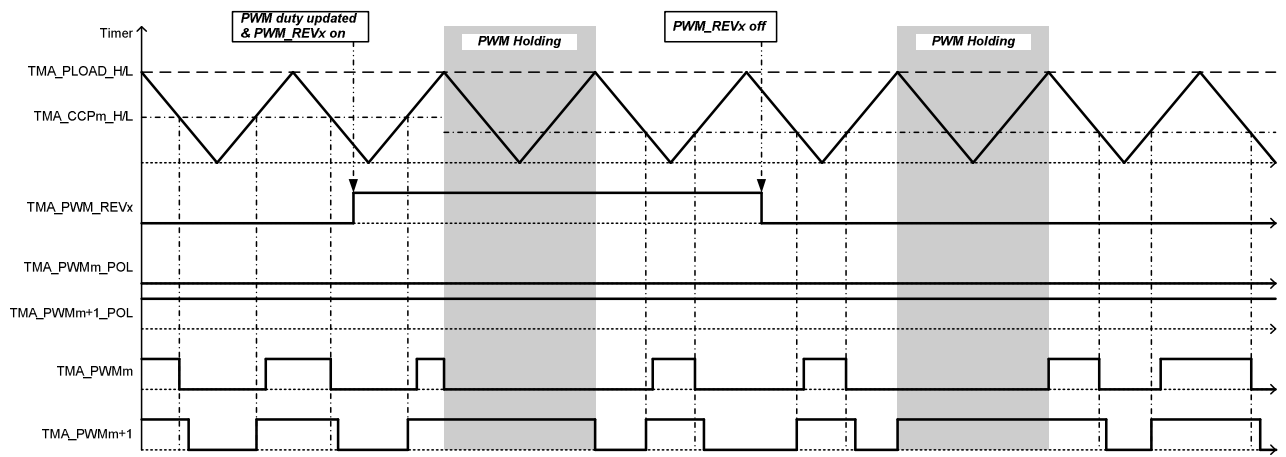 PWM duty updated
& PWM_REVx on
PWM_REVx off
Timer
PWM Holding
PWM Holding
TMA_PLOAD_H/L
TMA_CCPm_H/L
TMA_PWM_REVx
TMA_PWMm_POL
TMA_PWMm+1_POL
TMA_PWMm
TMA_PWMm+1